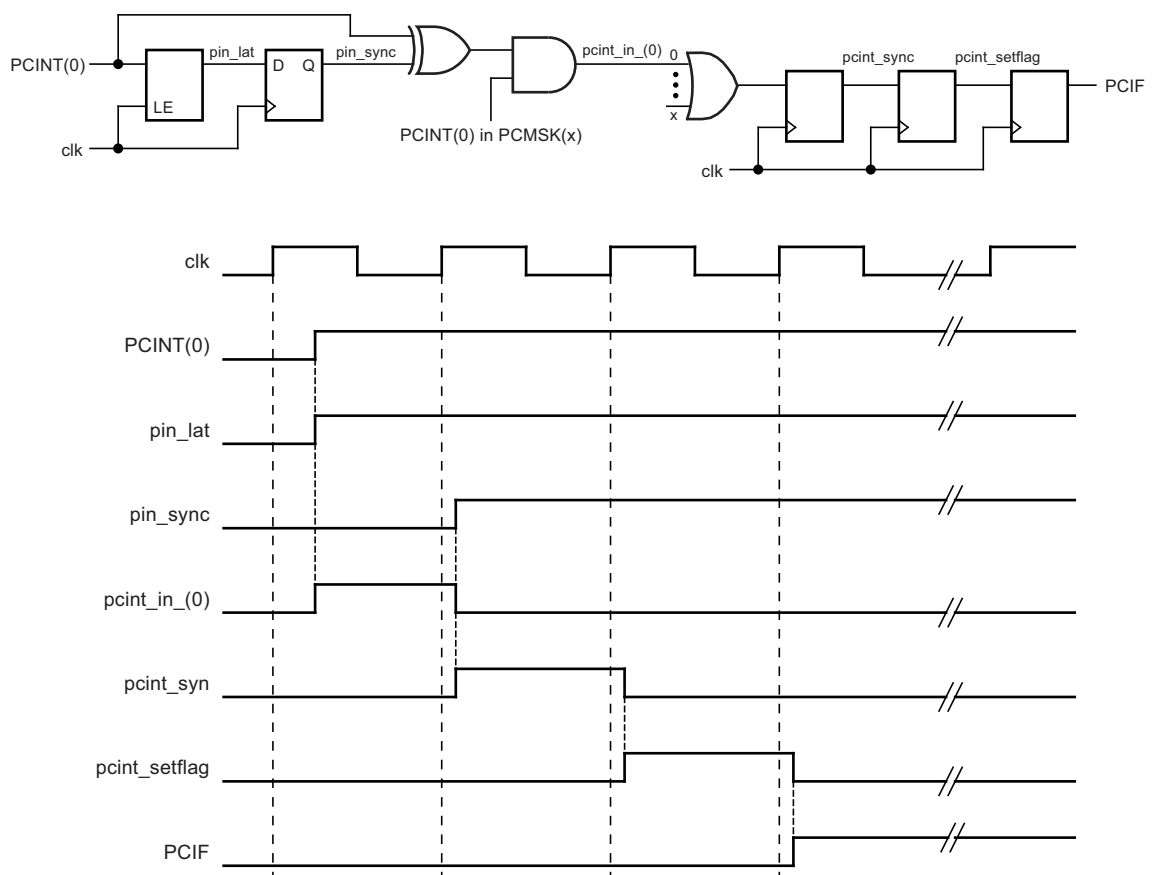 PCINT(0)
pin_lat
pin_sync
pcint_in_(0)
0
pcint_sync
pcint_setflag
D Q
PCIF
LE
x
PCINT(0) in PCMSK(x)
clk
clk
clk
PCINT(0)
pin_lat
pin_sync
pcint_in_(0)
pcint_syn
pcint_setflag
PCIF